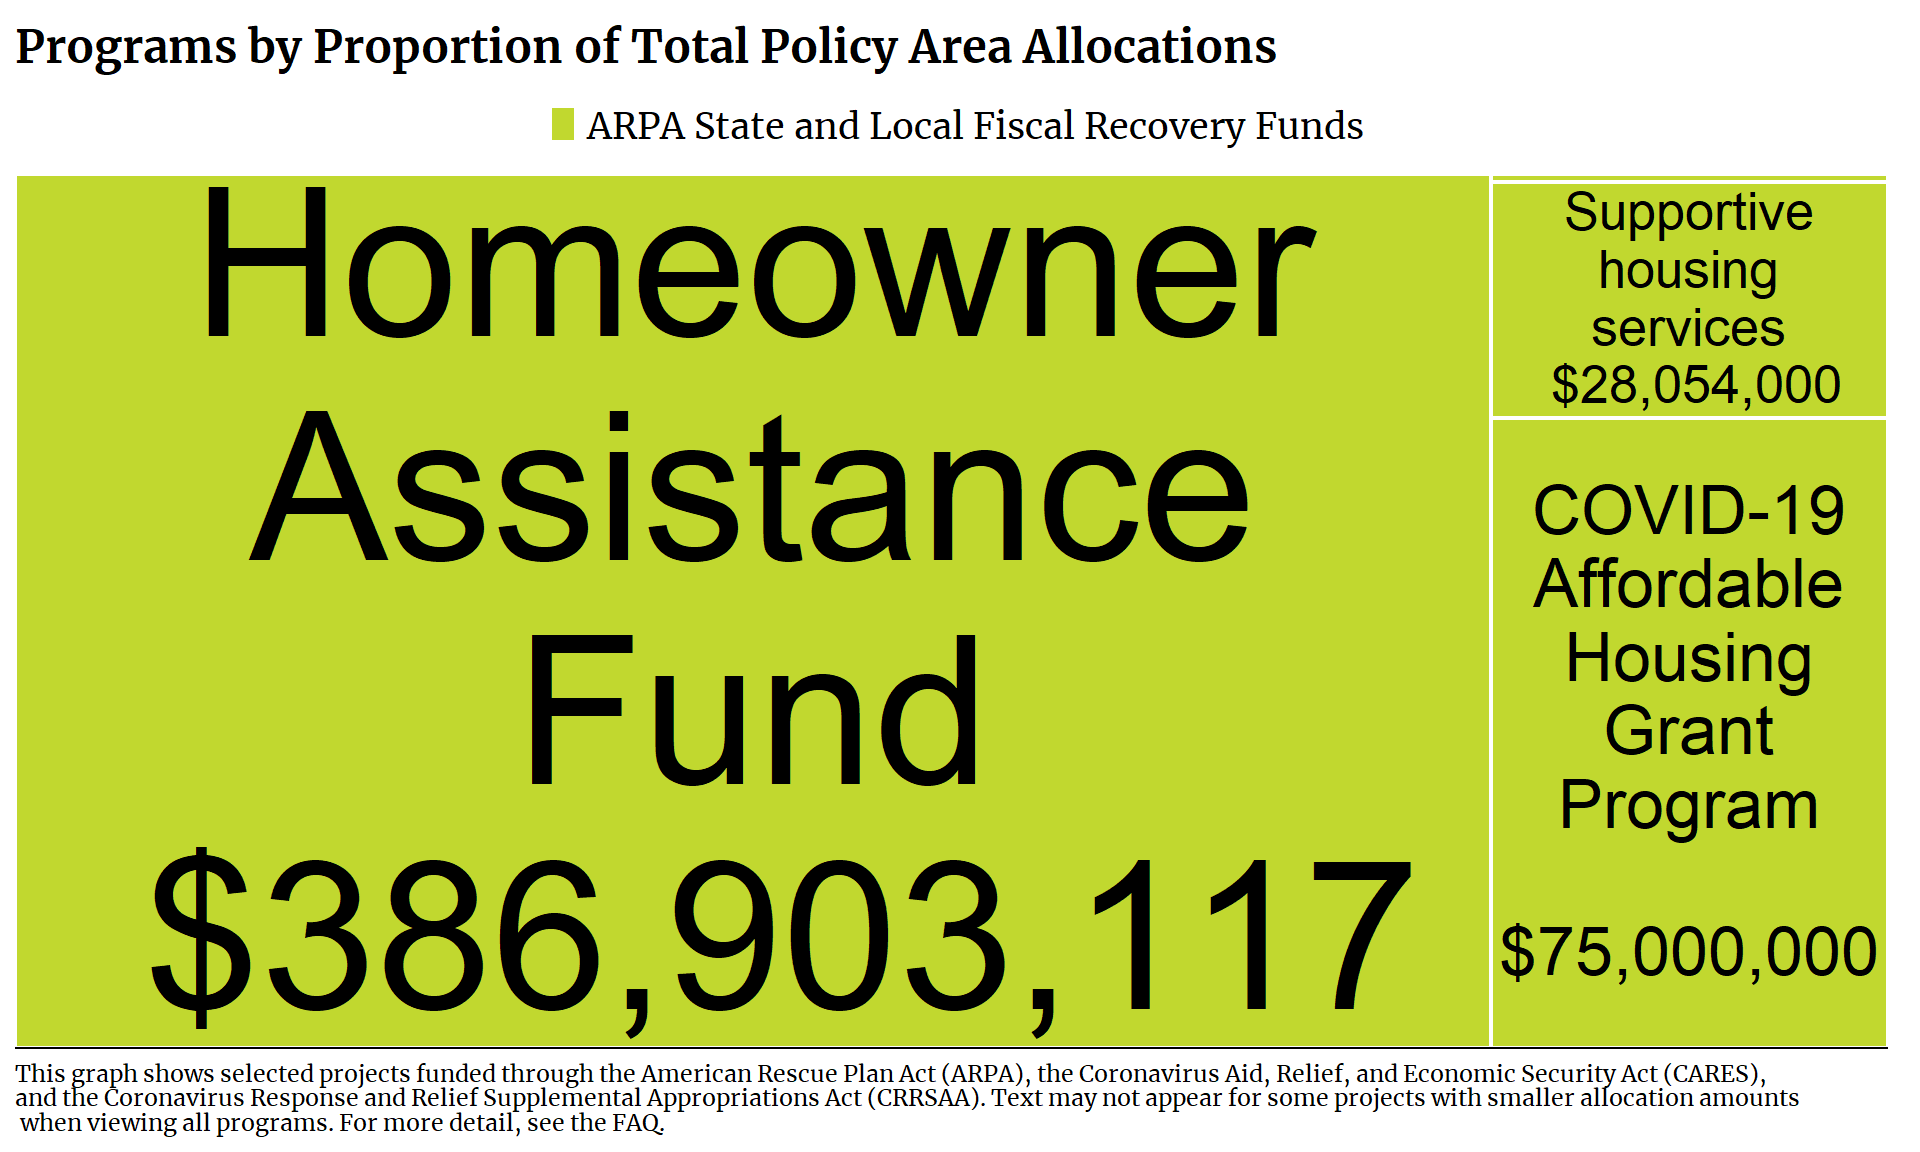 Programs by Proportion of Total Policy Area Allocations
ARPA State and Local Fiscal Recovery Funds
Homeowner
Assistance
Fund
$386,903,117
Supportive
housing
services
$28,054,000
COVID-19
Affordable
Housing
Grant
Program
$75,000,000
This graph shows selected projects funded through the American Rescue Plan Act (ARPA), the Coronavirus Aid, Relief, and Economic Security Act (CARES),
and the Coronavirus Response and Relief Supplemental Appropriations Act (CRRSAA). Text may not appear for some projects with smaller allocation amounts
when viewing all programs. For more detail, see the FAQ.